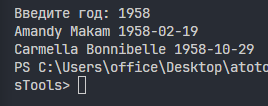 Введите год: 1958
Amandy Makam 1958-02-19
Carmella Bonnibelle 1958-10-29
PS C:\Users\office\Desktop\atoto
sTools>